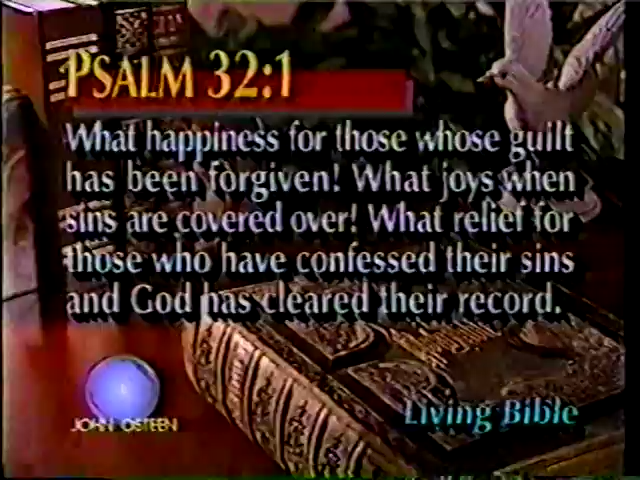 PSALM 32:1
What happiness for those whose guilt
has been forgiven! What joys when
sins are covered over! What relief for
those who have confessed their sins
and God has cleared their record.
JOHN OSTEEN
Living Bible